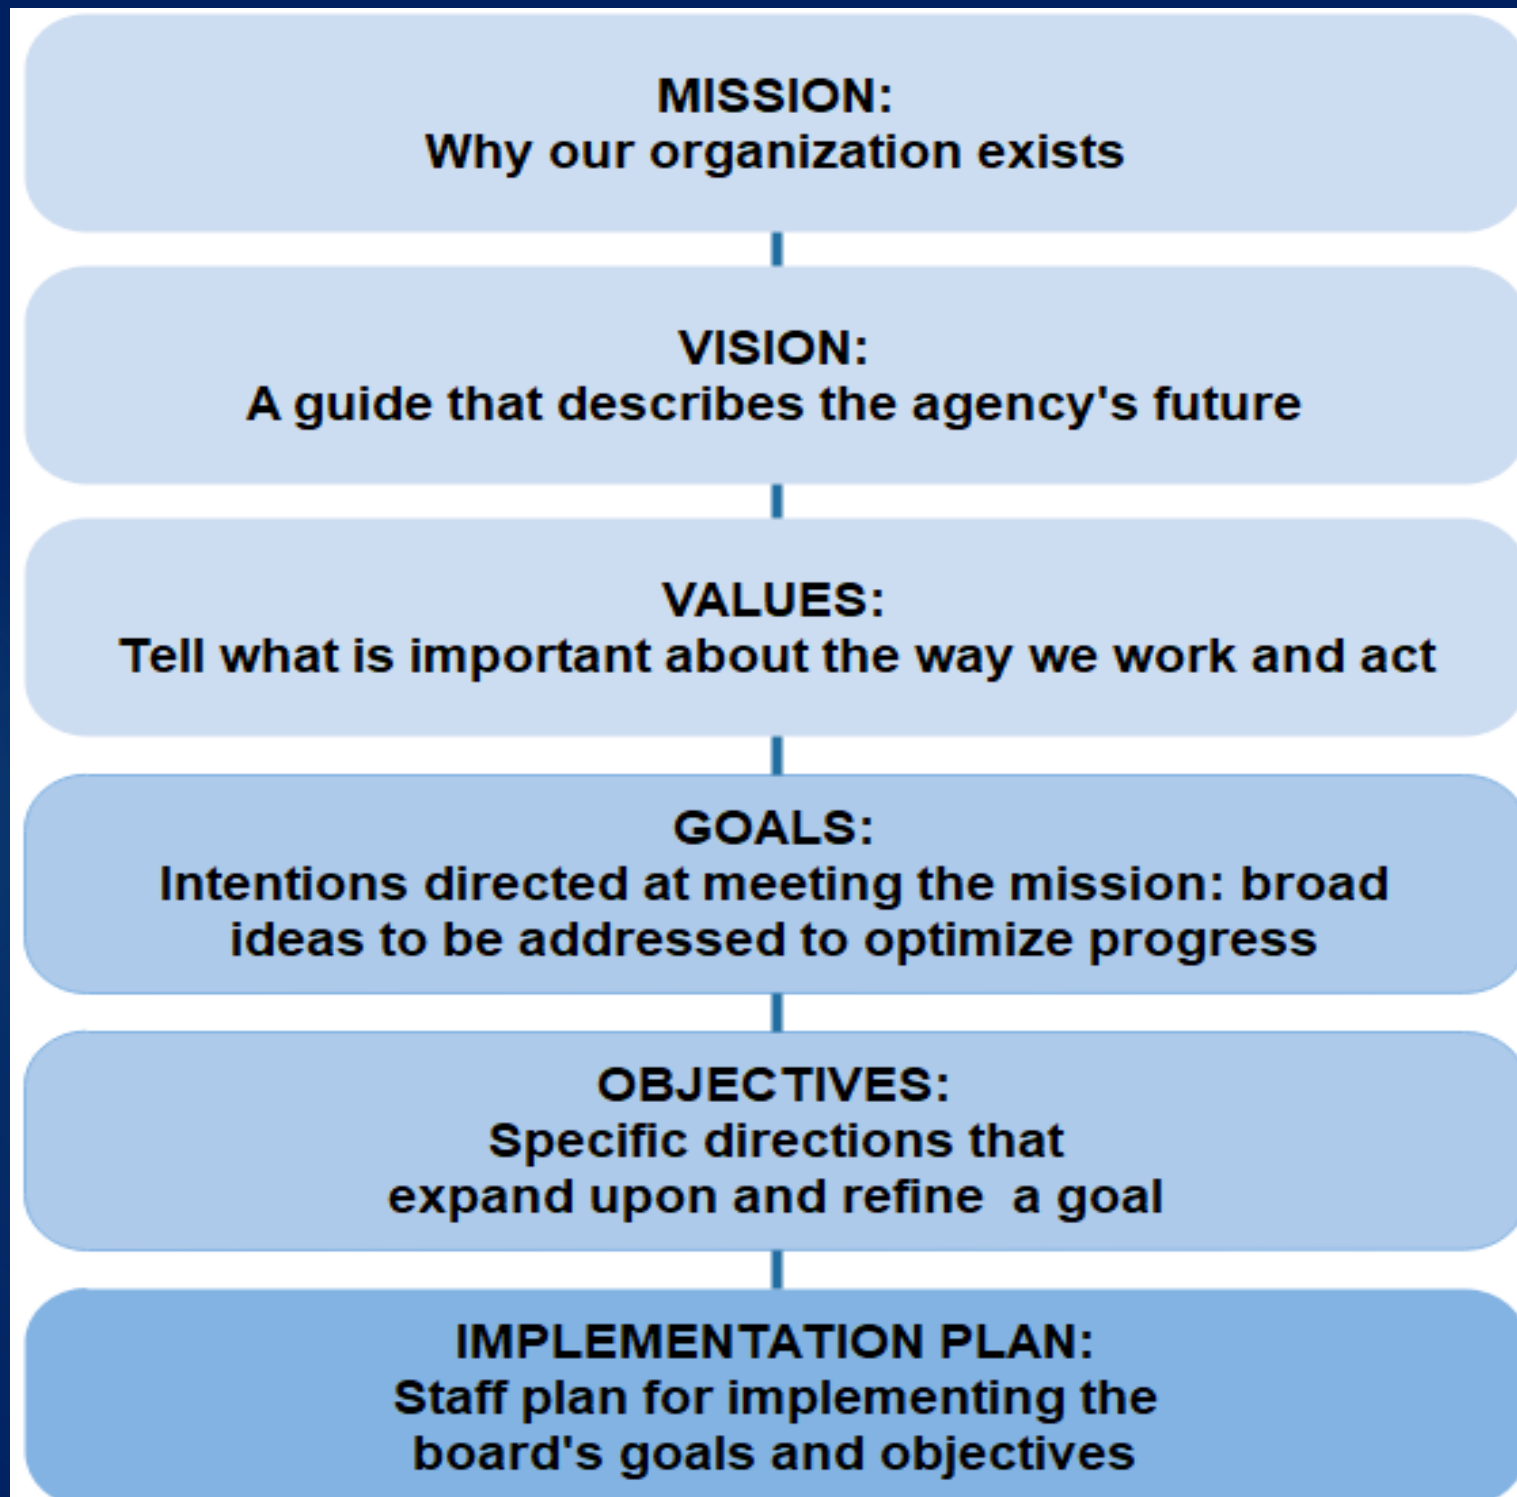 MISSION:
Why our organization exists
VISION:
A guide that describes the agency's future
VALUES:
Tell what is important about the way we work and act
GOALS:
Intentions directed at meeting the mission: broad
ideas to be addressed to optimize progress
OBJECTIVES:
Specific directions that
expand upon and refine  a goal
IMPLEMENTATION PLAN:
Staff plan for implementing the
board's goals and objectives